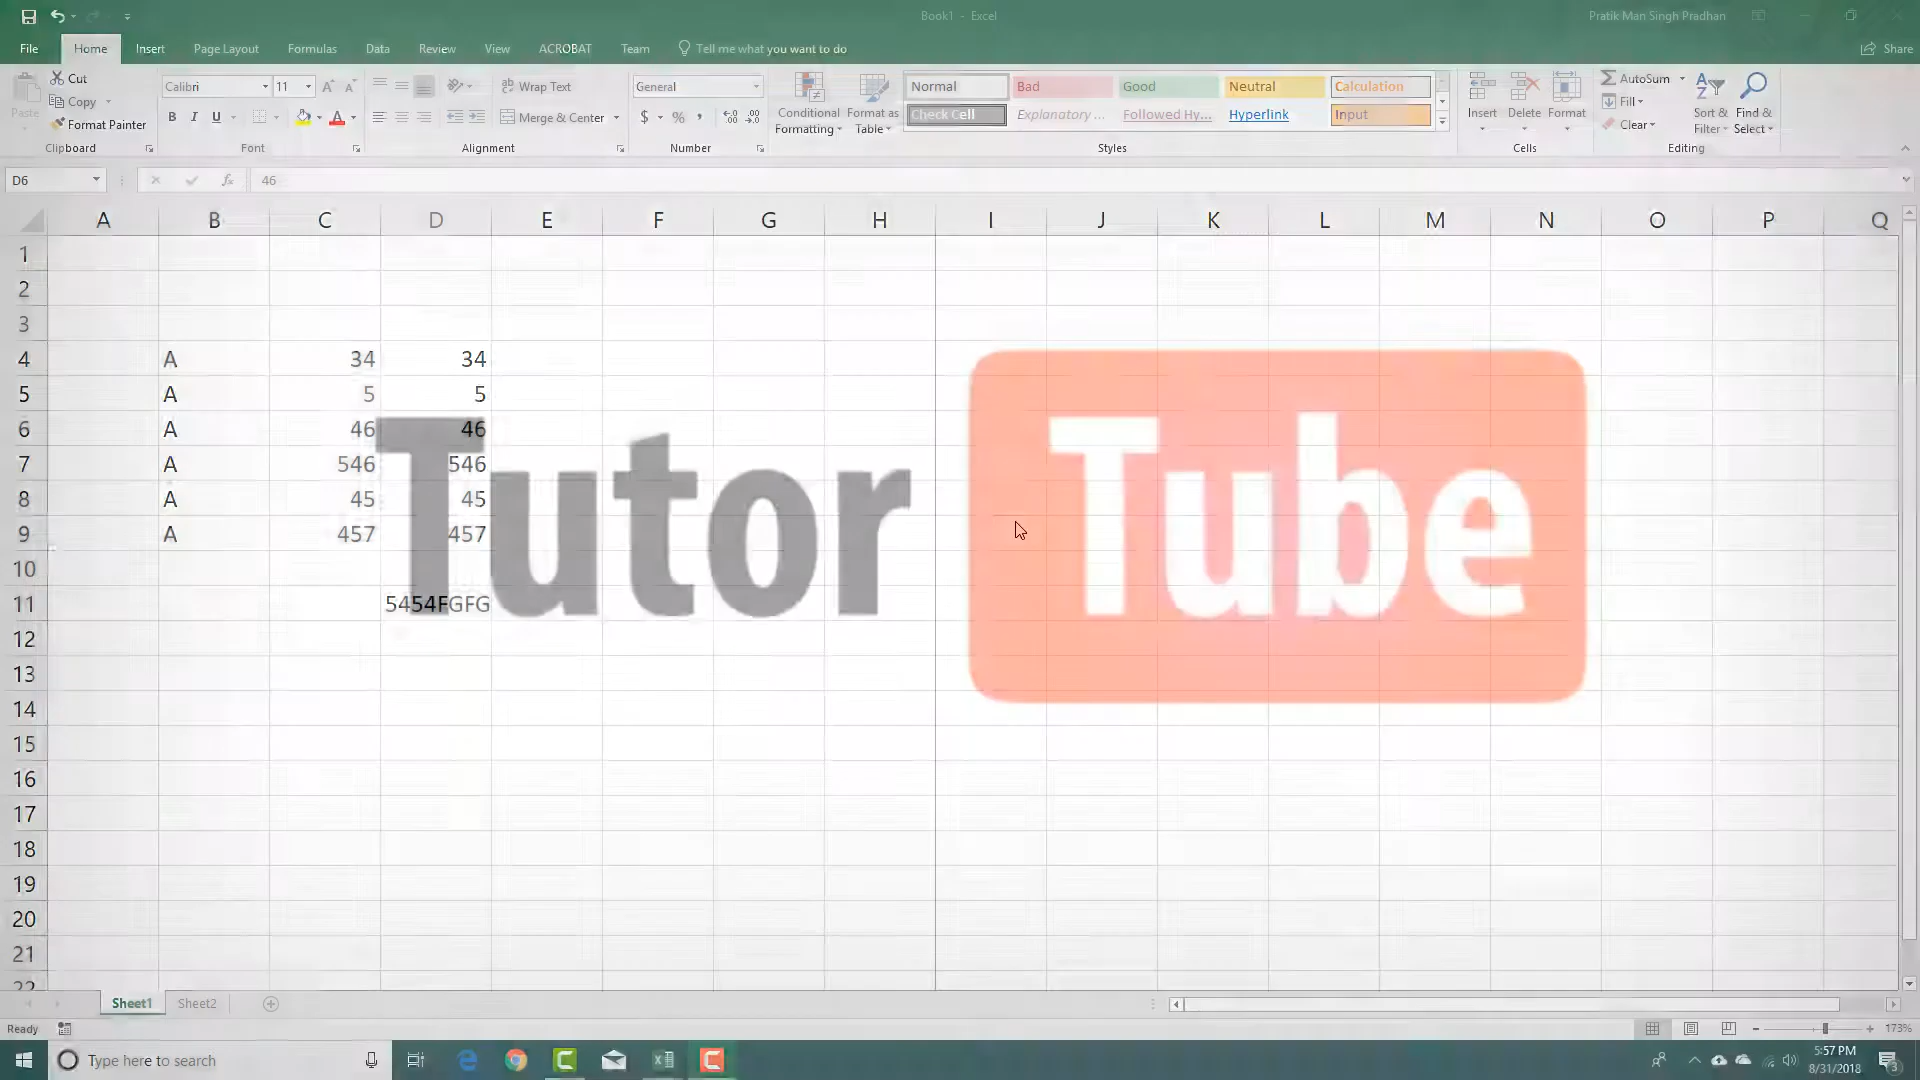 Book1 - Excel
Pratik Man Singh Pradhan
File Home Insert Page Layout Formulas Data Review View ACROBAT Team Tell me what you want to do Share
Paste
Cut
Copy
Format Painter
Clipboard
Calibri 11
B I U
Font
Wrap Text
Merge & Center
Alignment
General
$ %
Number
Conditional Formatting
Format as Table
Normal Bad Good Neutral Calculation
Check Cell Explanatory ... Followed Hy... Hyperlink Input
Styles
Insert Delete Format
Cells
AutoSum
Fill
Clear
Sort & Filter
Find & Select
Editing
D6 fx 46
A B C D E F G H I J K L M N O P Q
1
2
3
4 A 34 34
5 A 5 5
6 A 46 46
7 A 546 546
8 A 45 45
9 A 457 457
10
11 5454FGFG
12
13
14
15
16
17
18
19
20
21
22
Tutor Tube
Sheet1 Sheet2
Ready
173%
Type here to search
5:57 PM
8/31/2018
3